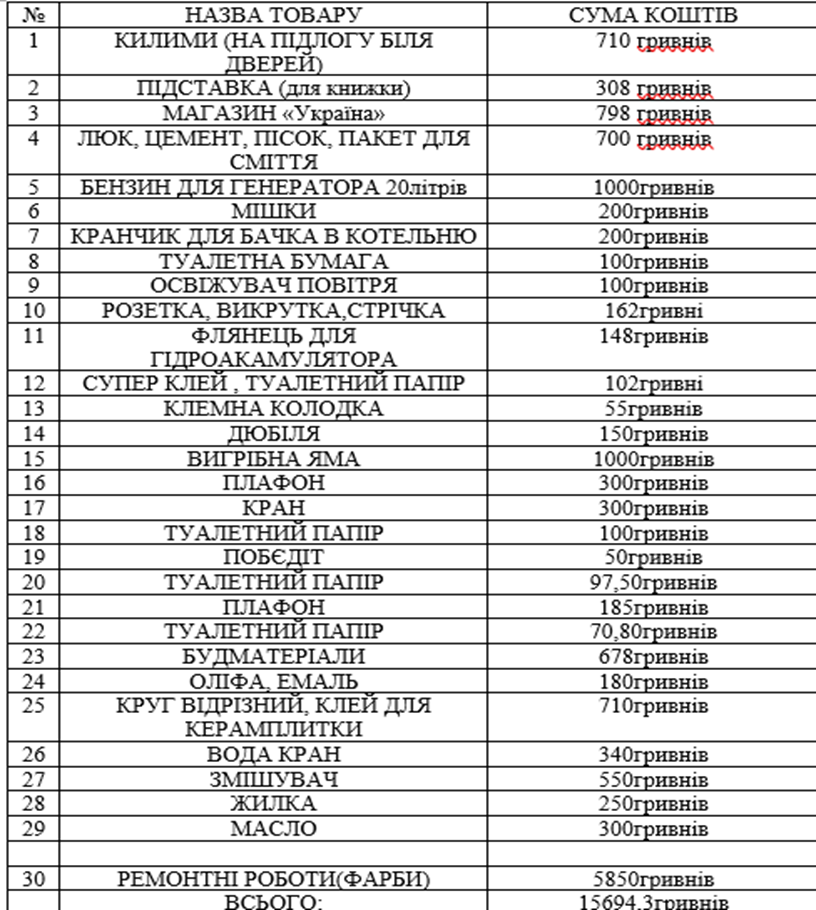 № НАЗВА ТОВАРУ СУМА КОШТІВ
1 КИЛИМИ (НА ПІДЛОГУ БІЛЯ 710 гривнів
ДВЕРЕЙ)
2 ПІДСТАВКА (для книжки) 308 гривнів
3 МАГАЗИН «Україна» 798 гривнів
4 ЛЮК, ЦЕМЕНТ, ПІСОК, ПАКЕТ ДЛЯ 700 гривнів
СМІТТЯ
5 БЕНЗИН ДЛЯ ГЕНЕРАТОРА 20літрів 1000гривнів
6 МІШКИ 200гривнів
7 КРАНЧИК ДЛЯ БАЧКА В КОТЕЛЬНЮ 200гривнів
8 ТУАЛЕТНА БУМАГА 100гривнів
9 ОСВІЖУВАЧ ПОВІТРЯ 100гривнів
10 РОЗЕТКА, ВИКРУТКА,СТРІЧКА 162гривні
11 ФЛЯНЕЦЬ ДЛЯ 148гривнів
ГІДРОАКАМУЛЯТОРА
12 СУПЕР КЛЕЙ , ТУАЛЕТНИЙ ПАПІР 102гривні
13 КЛЕМНА КОЛОДКА 55гривнів
14 ДЮБІЛЯ 150гривнів
15 ВИГРІБНА ЯМА 1000гривнів
16 ПЛАФОН 300гривнів
17 КРАН 300гривнів
18 ТУАЛЕТНИЙ ПАПІР 100гривнів
19 ПОБЄДІТ 50гривнів
20 ТУАЛЕТНИЙ ПАПІР 97,50гривнів
21 ПЛАФОН 185гривнів
22 ТУАЛЕТНИЙ ПАПІР 70,80гривнів
23 БУДМАТЕРІАЛИ 678гривнів
24 ОЛІФА, ЕМАЛЬ 180гривнів
25 КРУГ ВІДРІЗНИЙ, КЛЕЙ ДЛЯ 710гривнів
КЕРАМПЛИТКИ
26 ВОДА КРАН 340гривнів
27 ЗМІШУВАЧ 550гривнів
28 ЖИЛКА 250гривнів
29 МАСЛО 300гривнів
30 РЕМОНТНІ РОБОТИ(ФАРБИ) 5850гривнів
ВСЬОГО: 15694,3гривнів